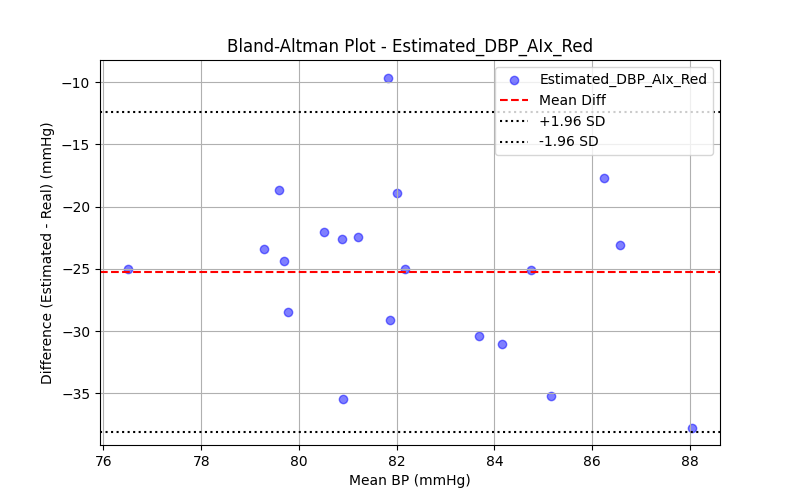 Bland-Altman Plot - Estimated_DBP_AIx_Red
Difference (Estimated - Real) (mmHg)
−10
−15
−20
−25
−30
−35
Estimated_DBP_AIx_Red
Mean Diff
+1.96 SD
-1.96 SD
76 78 80 82 84 86 88
Mean BP (mmHg)